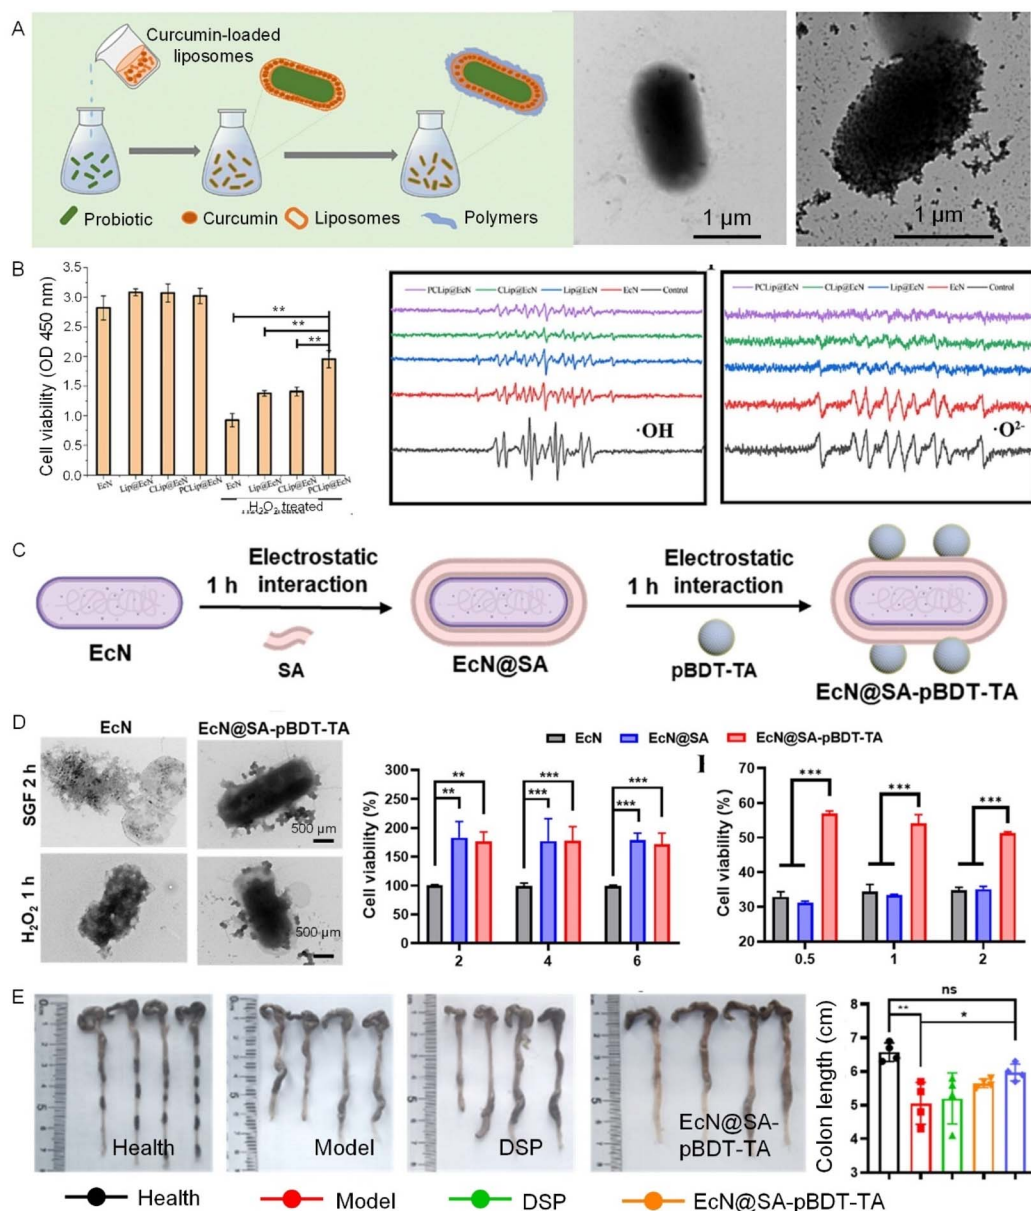 A
Curcumin-loaded
liposomes
Probiotic
Curcumin
Liposomes
Polymers
1 μm
1 μm
B
Cell viability (OD 450 nm)
3.5
3.0
2.5
2.0
1.5
1.0
0.5
0.0
**
**
**
EcN
Lip@EcN
CLip@EcN
PCLip@EcN
EcN
Lip@EcN
CLip@EcN
PCLip@EcN
H₂O₂ treated
PCLip@EcN CLip@EcN Lip@EcN EcN Control
·OH
PCLip@EcN CLip@EcN Lip@EcN EcN Control
·O²⁻
C
EcN
Electrostatic
1 h interaction
SA
EcN@SA
Electrostatic
1 h interaction
pBDT-TA
EcN@SA-pBDT-TA
D
EcN
EcN@SA-pBDT-TA
SGF 2 h
500 μm
H₂O₂ 1 h
500 μm
EcN EcN@SA EcN@SA-pBDT-TA
Cell viability (%)
300
250
200
150
100
50
0
** **
*** ***
*** ***
2 4 6
Cell viability (%)
70
60
50
40
30
20
***
***
***
0.5 1 2
E
Health
Model
DSP
EcN@SA-
pBDT-TA
Colon length (cm)
7
6
5
4
3
ns
**
*
Health
Model
DSP
EcN@SA-pBDT-TA